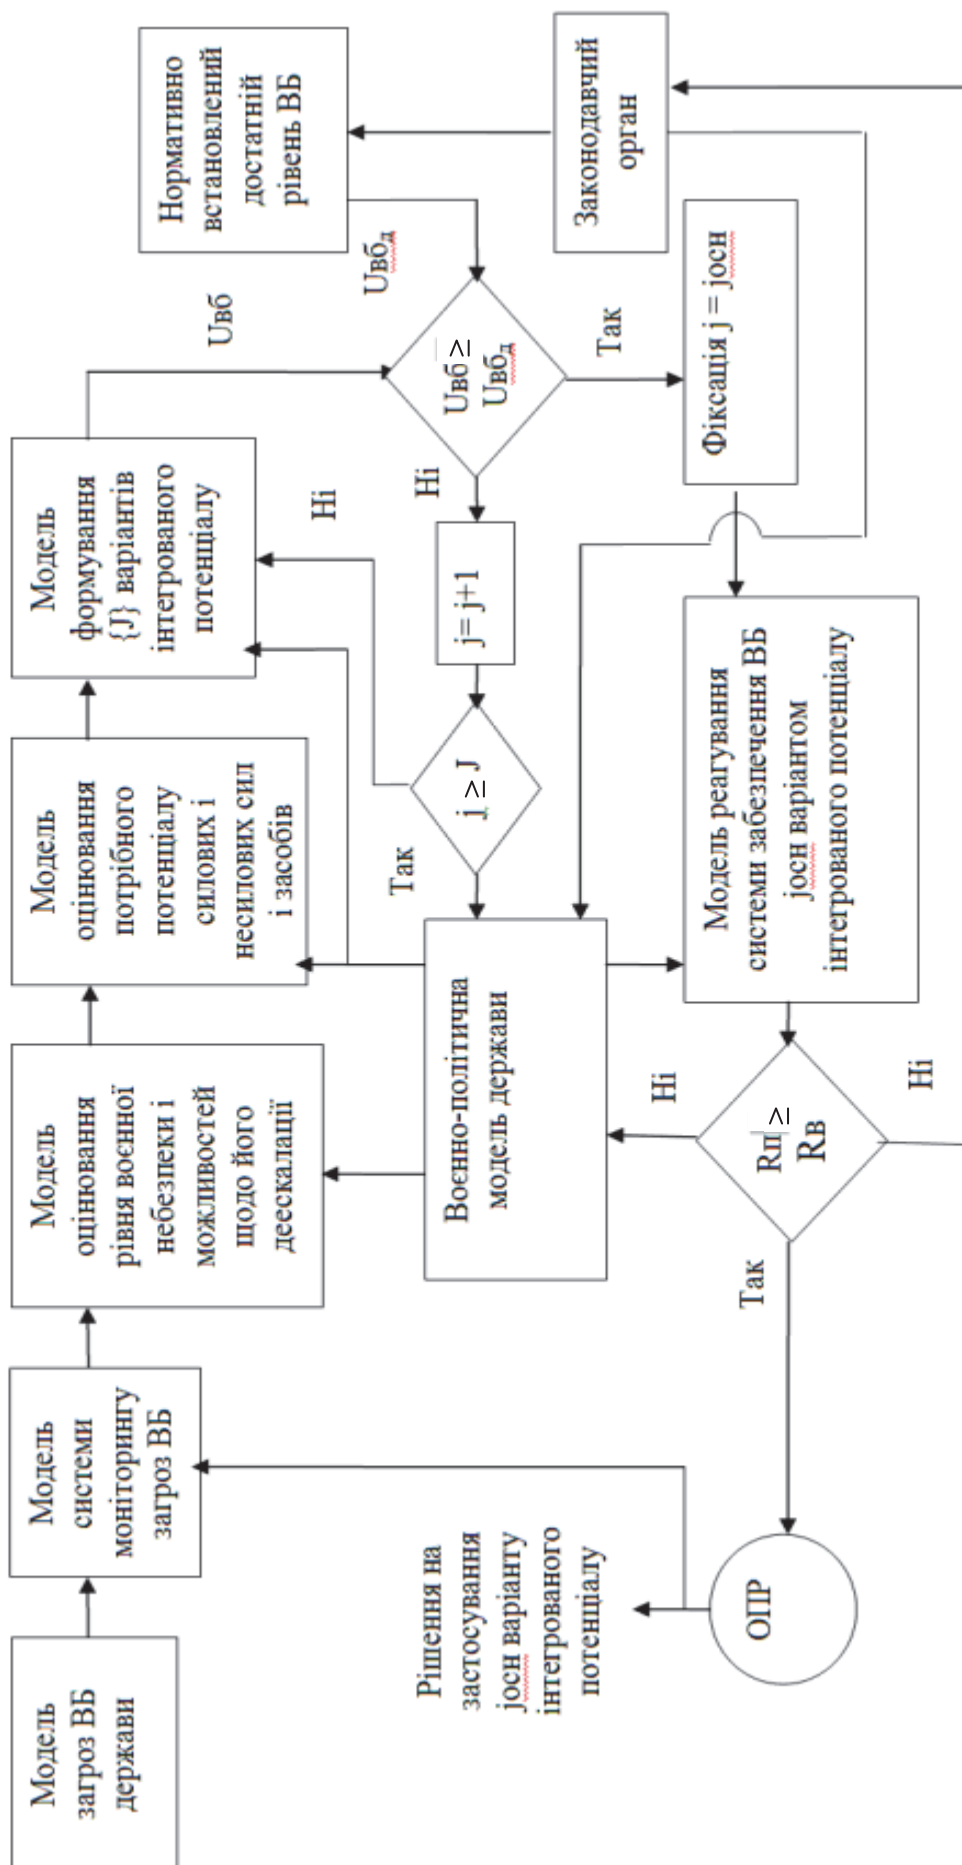 Модель
загроз ВБ
держави
Модель
системи
моніторингу
загроз ВБ
Модель
оцінювання
рівня воєнної
небезпеки і
можливостей
щодо його
деескалації
Модель
оцінювання
потрібного
потенціалу
силових і
несилових сил
і засобів
Модель
формування
{J} варіантів
інтегрованого
потенціалу
Uвб
Нормативно
встановлений
достатній
рівень ВБ
Uвбд
Рішення на
застосування
jосн варіанту
інтегрованого
потенціалу
Воєнно-політична
модель держави
Так
j ≥ J
Ні
j= j+1
Ні
Uвб ≥
Uвбд
Так
Законодавчий
орган
ОПР
Так
Rп ≥
Rв
Ні
Ні
Модель реагування
системи забезпечення ВБ
jосн варіантом
інтегрованого потенціалу
Фіксація j = jосн